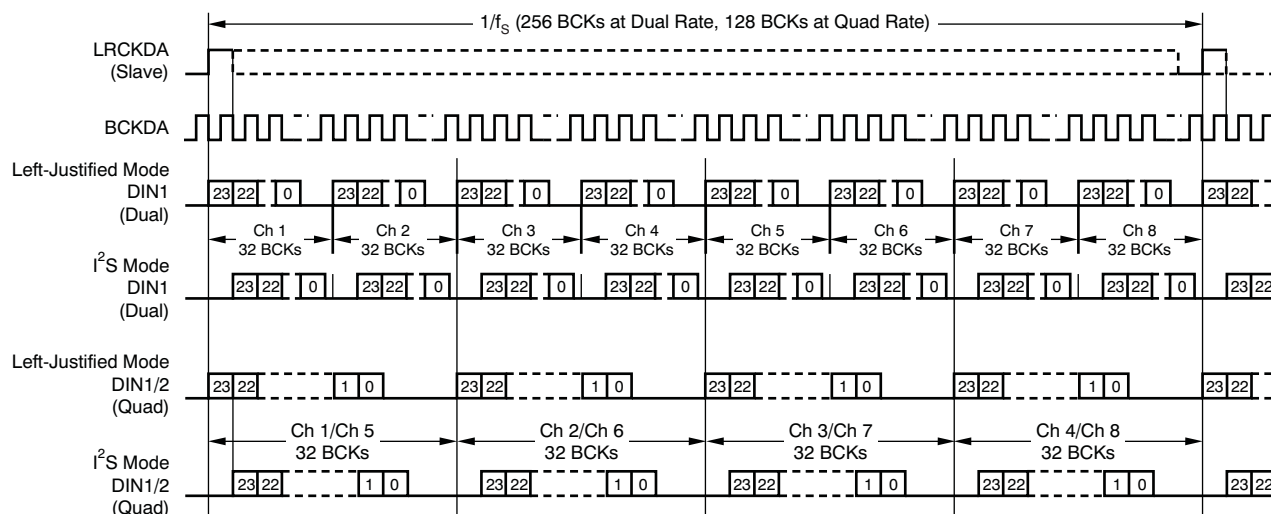 1/fS (256 BCKs at Dual Rate, 128 BCKs at Quad Rate)
LRCKDA
(Slave)
BCKDA
Left-Justified Mode
DIN1
(Dual)
23 22 0 23 22 0 23 22 0 23 22 0 23 22 0 23 22 0 23 22 0 23 22 0 23 22
Ch 1 Ch 2 Ch 3 Ch 4 Ch 5 Ch 6 Ch 7 Ch 8
32 BCKs 32 BCKs 32 BCKs 32 BCKs 32 BCKs 32 BCKs 32 BCKs 32 BCKs
I²S Mode
DIN1
(Dual)
23 22 0 23 22 0 23 22 0 23 22 0 23 22 0 23 22 0 23 22 0 23 22 0 23 22
Left-Justified Mode
DIN1/2
(Quad)
23 22 1 0 23 22 1 0 23 22 1 0 23 22 1 0 23 22
Ch 1/Ch 5 Ch 2/Ch 6 Ch 3/Ch 7 Ch 4/Ch 8
32 BCKs 32 BCKs 32 BCKs 32 BCKs
I²S Mode
DIN1/2
(Quad)
23 22 1 0 23 22 1 0 23 22 1 0 23 22 1 0 23 22